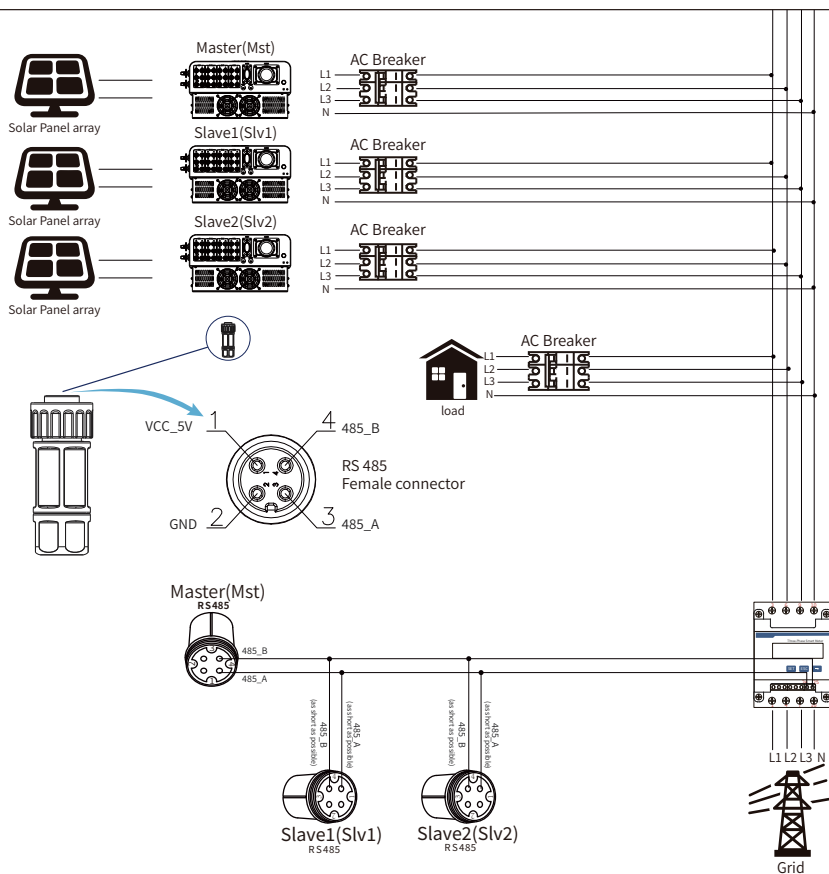 Master(Mst)
AC Breaker
L1
L2
L3
N
Solar Panel array
Slave1(Slv1)
AC Breaker
L1
L2
L3
N
Solar Panel array
Slave2(Slv2)
AC Breaker
L1
L2
L3
N
Solar Panel array
AC Breaker
L1
L2
L3
N
load
VCC_5V
1
4
485_B
1
4
2
3
RS 485
Female connector
GND
2
3
485_A
Master(Mst)
RS485
485_B
485_A
485_B
(as short as possible)
485_A
(as short as possible)
485_B
(as short as possible)
485_A
(as short as possible)
Slave1(Slv1)
RS485
Slave2(Slv2)
RS485
L1 L2 L3 N
Grid